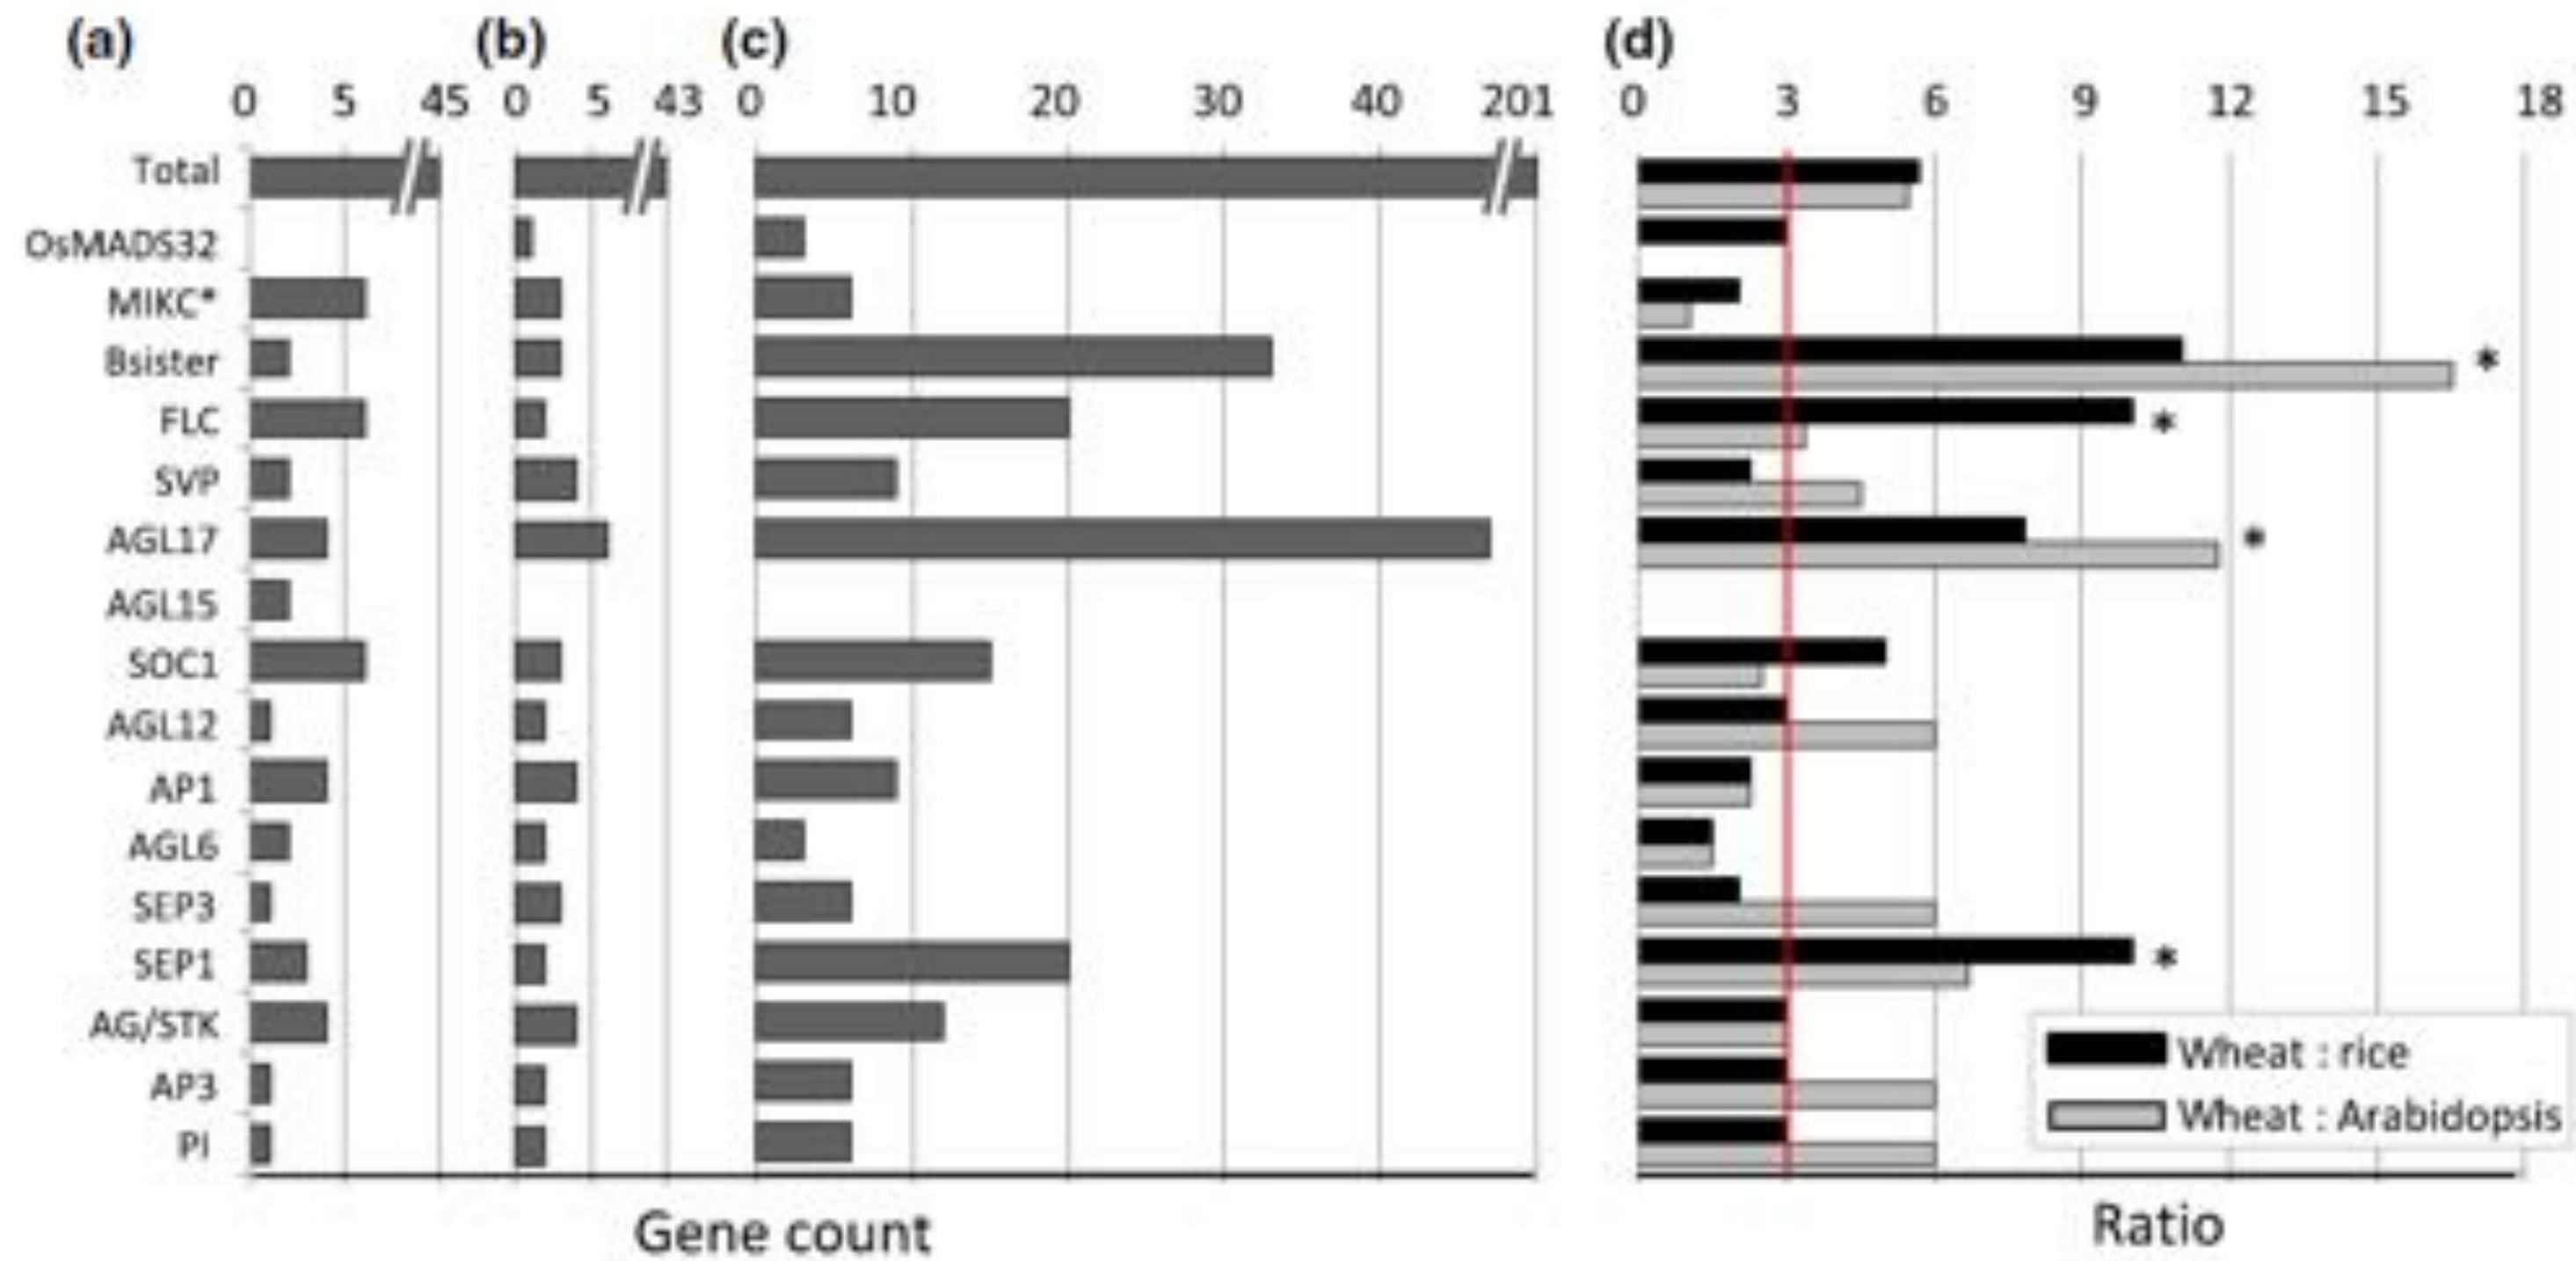 (a) (b) (c) (d)
0 5 45 0 5 43 0 10 20 30 40 201 0 3 6 9 12 15 18
Total
OsMADS32
MIKC*
Bsister
*
FLC
*
SVP
AGL17
*
AGL15
SOC1
AGL12
AP1
AGL6
SEP3
SEP1
*
AG/STK
AP3
PI
Wheat : rice
Wheat : Arabidopsis
Gene count
Ratio